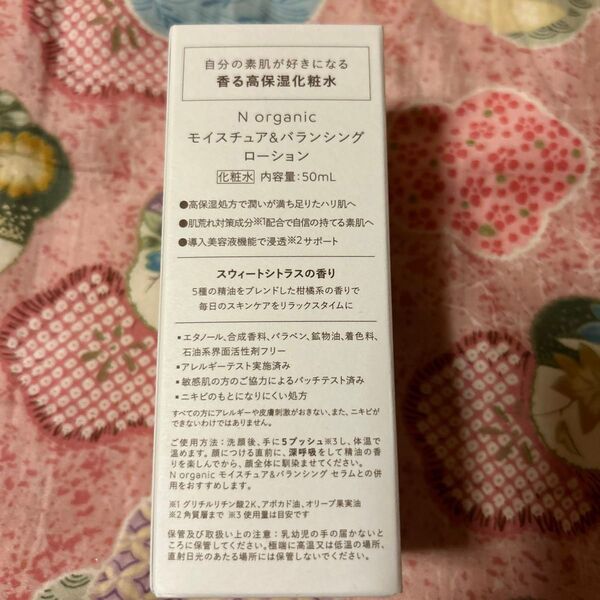 自分の素肌が好きになる
香る高保湿化粧水
N organic
モイスチュア&バランシング
ローション
化粧水 内容量:50mL
●高保湿処方で潤いが満ち足りたハリ肌へ
●肌荒れ対策成分※1配合で自信の持てる素肌へ
●導入美容液機能で浸透※2サポート
スウィートシトラスの香り
5種の精油をブレンドした柑橘系の香りで
毎日のスキンケアをリラックスタイムに
・エタノール、合成香料、パラベン、鉱物油、着色料、
石油系界面活性剤フリー
・アレルギーテスト実施済み
・敏感肌の方のご協力によるパッチテスト済み
・ニキビのもとになりにくい処方
すべての方にアレルギーや皮膚刺激がおきない、また、ニキビが
できないわけではありません。
ご使用方法:洗顔後、手に5プッシュ※3し、体温で
温めます。顔につける直前に、深呼吸をして精油の香
りを楽しんでから、顔全体に馴染ませてください。
N organic モイスチュア&バランシング セラムとの併
用をおすすめします。
※1 グリチルリチン酸2K、アボカド油、オリーブ果実油
※2 角質層まで ※3 使用量は目安です
保管及び取扱い上の注意:乳幼児の手の届かないと
ころに保管してください。極端に高温又は低温の場所、
直射日光のあたる場所には保管しないでください。